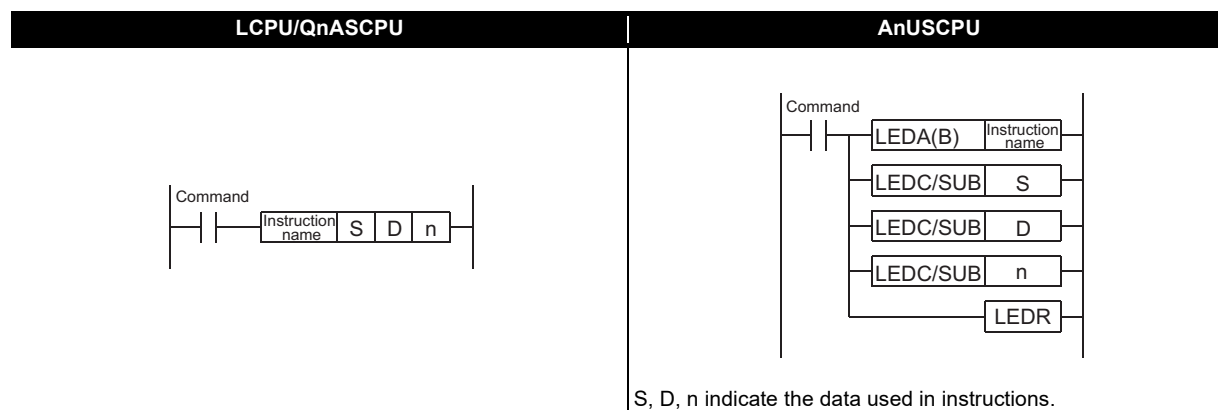 LCPU/QnASCPU
AnUSCPU
Command
Instruction name S D n
Command
LEDA(B) Instruction name
LEDC/SUB S
LEDC/SUB D
LEDC/SUB n
LEDR
S, D, n indicate the data used in instructions.